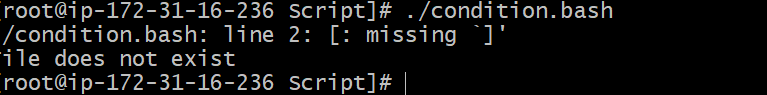 [root@ip-172-31-16-236 Script]# ./condition.bash
./condition.bash: line 2: [: missing `]'
File does not exist
[root@ip-172-31-16-236 Script]#